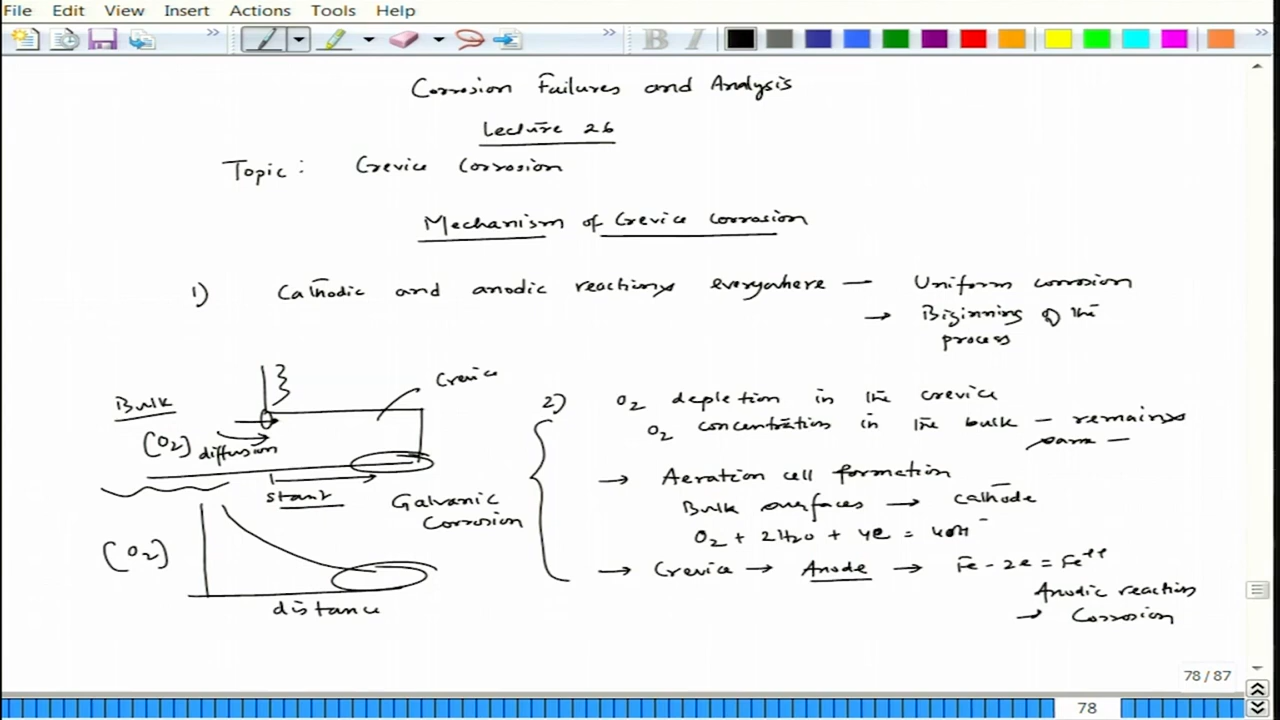 File Edit View Insert Actions Tools Help
B I
Corrosion Failures and Analysis
Lecture 26
Topic: Crevice Corrosion
Mechanism of Crevice Corrosion
1) Cathodic and anodic reactions everywhere — Uniform corrosion
→ Biginning of the
process
Crevice
Bulk
(O2)
diffusion
start
Galvanic
Corrosion
(O2)
distance
2) O2 depletion in the crevice
O2 concentration in the bulk – remains
same –
→ Aeration cell formation
Bulk surfaces → cathode
O2 + 2H2O + 4e = 4OH⁻
→ Crevice → Anode → Fe - 2e = Fe++
Anodic reaction
→ Corrosion
78 / 87
78